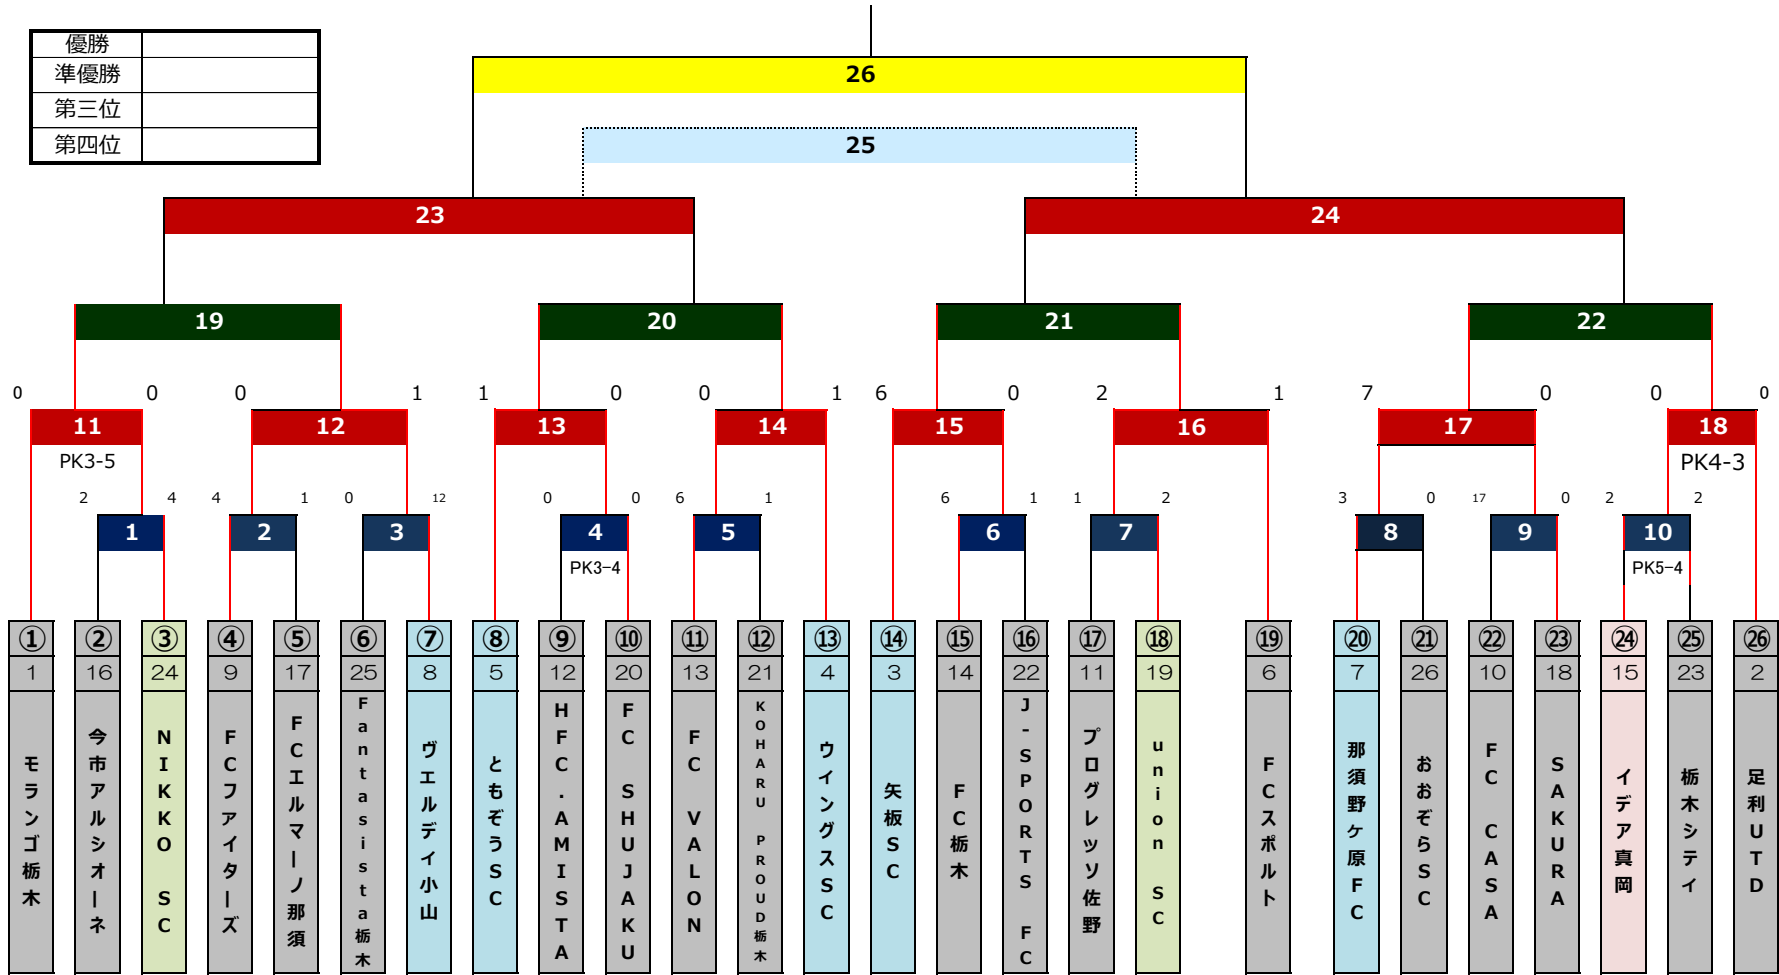 優勝
準優勝
第三位
第四位
26
25
23
24
19
20
21
22
0 0 0 1 1 0 0 1 6 0 2 1 7 0 0 0
11 12 13 14 15 16 17 18
PK3-5 PK4-3
2 4 4 1 0 12 0 0 6 1 6 1 1 2 3 0 17 0 2 2
1 2 3 4 5 6 7 8 9 10
PK3-4 PK5-4
① ② ③ ④ ⑤ ⑥ ⑦ ⑧ ⑨ ⑩ ⑪ ⑫ ⑬ ⑭ ⑮ ⑯ ⑰ ⑱ ⑲ ⑳ ㉑ ㉒ ㉓ ㉔ ㉕ ㉖
1 16 24 9 17 25 8 5 12 20 13 21 4 3 14 22 11 19 6 7 26 10 18 15 23 2
モランゴ栃木
今市アルシオーネ
NIKKO SC
FCファイターズ
FCエルマーノ那須
Fantasista栃木
ヴェルディ小山
ともぞうSC
HFC.AMISTA
FC SHUJAKU
FC VALON
KOHARU PROUD栃木
ウイングスSC
矢板SC
FC栃木
J-SPORTS FC
プログレッソ佐野
union SC
FCスポルト
那須野ヶ原FC
おおぞらSC
FC CASA
SAKURA
イデア真岡
栃木シティ
足利UTD